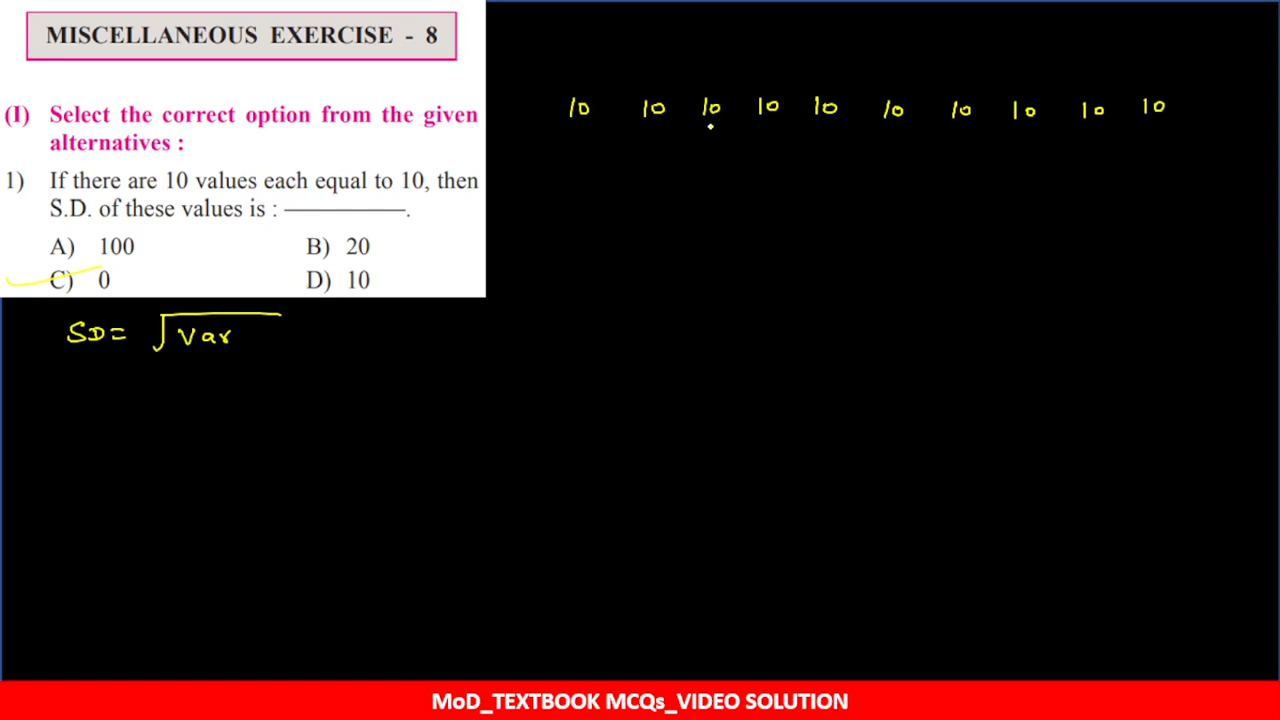 MISCELLANEOUS EXERCISE - 8
(I) Select the correct option from the given
alternatives :
1) If there are 10 values each equal to 10, then
S.D. of these values is : ————.
A) 100 B) 20
C) 0 D) 10
SD= √Var
10 10 10 10 10 10 10 10 10 10
MoD_TEXTBOOK MCQs_VIDEO SOLUTION